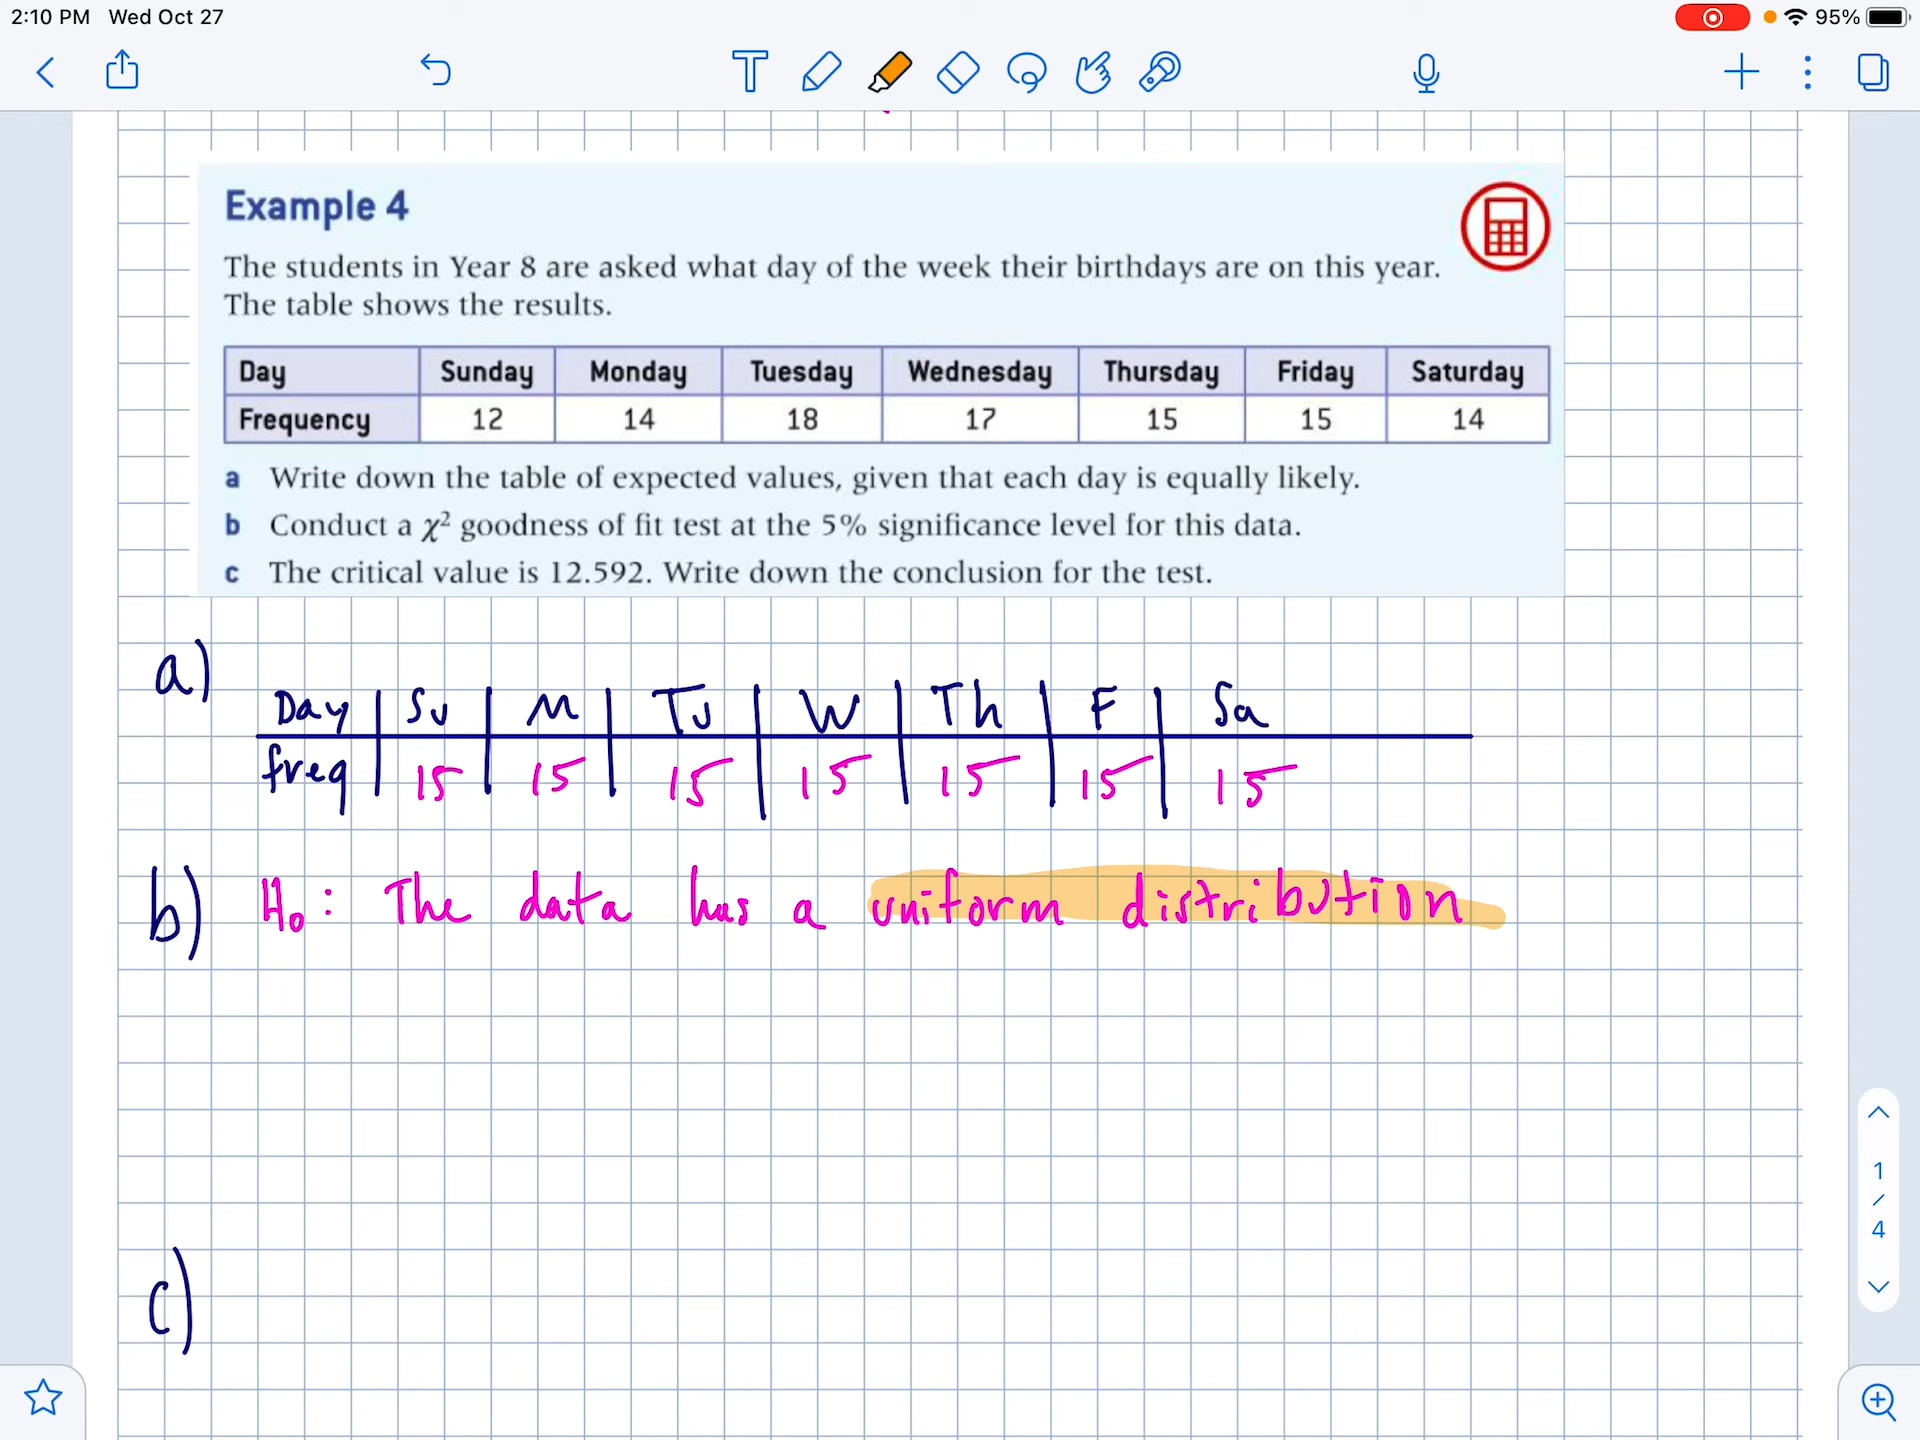 2:10 PM Wed Oct 27
95%
Example 4
The students in Year 8 are asked what day of the week their birthdays are on this year.
The table shows the results.
Day Sunday Monday Tuesday Wednesday Thursday Friday Saturday
Frequency 12 14 18 17 15 15 14
a Write down the table of expected values, given that each day is equally likely.
b Conduct a χ² goodness of fit test at the 5% significance level for this data.
c The critical value is 12.592. Write down the conclusion for the test.
a)
Day Su M Tu W Th F Sa
freq 15 15 15 15 15 15 15
b) H₀: The data has a uniform distribution
1
/
4
c)